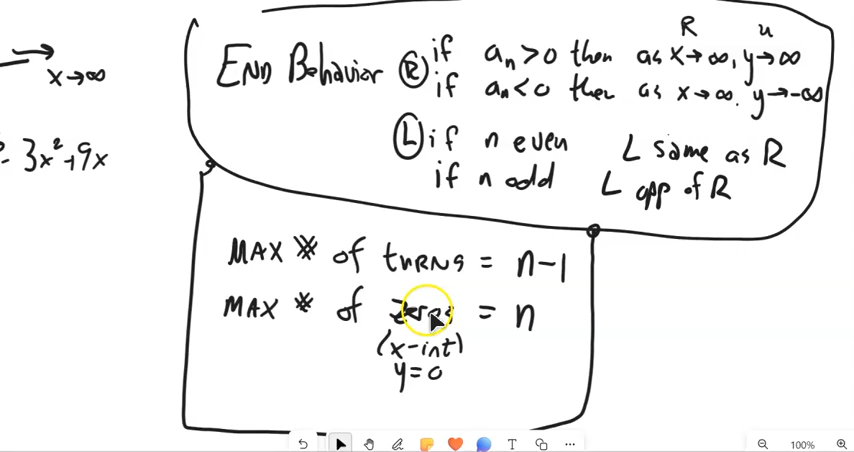 x→∞
- 3x²+9x
R u
END Behavior (R) if aₙ>0 then as x→∞, y→∞
if aₙ<0 then as x→∞. y→-∞
(L) if n even L same as R
if n odd L opp of R
MAX # of turns = n-1
MAX # of zeros = n
(x-int)
y=0
T ... 100%